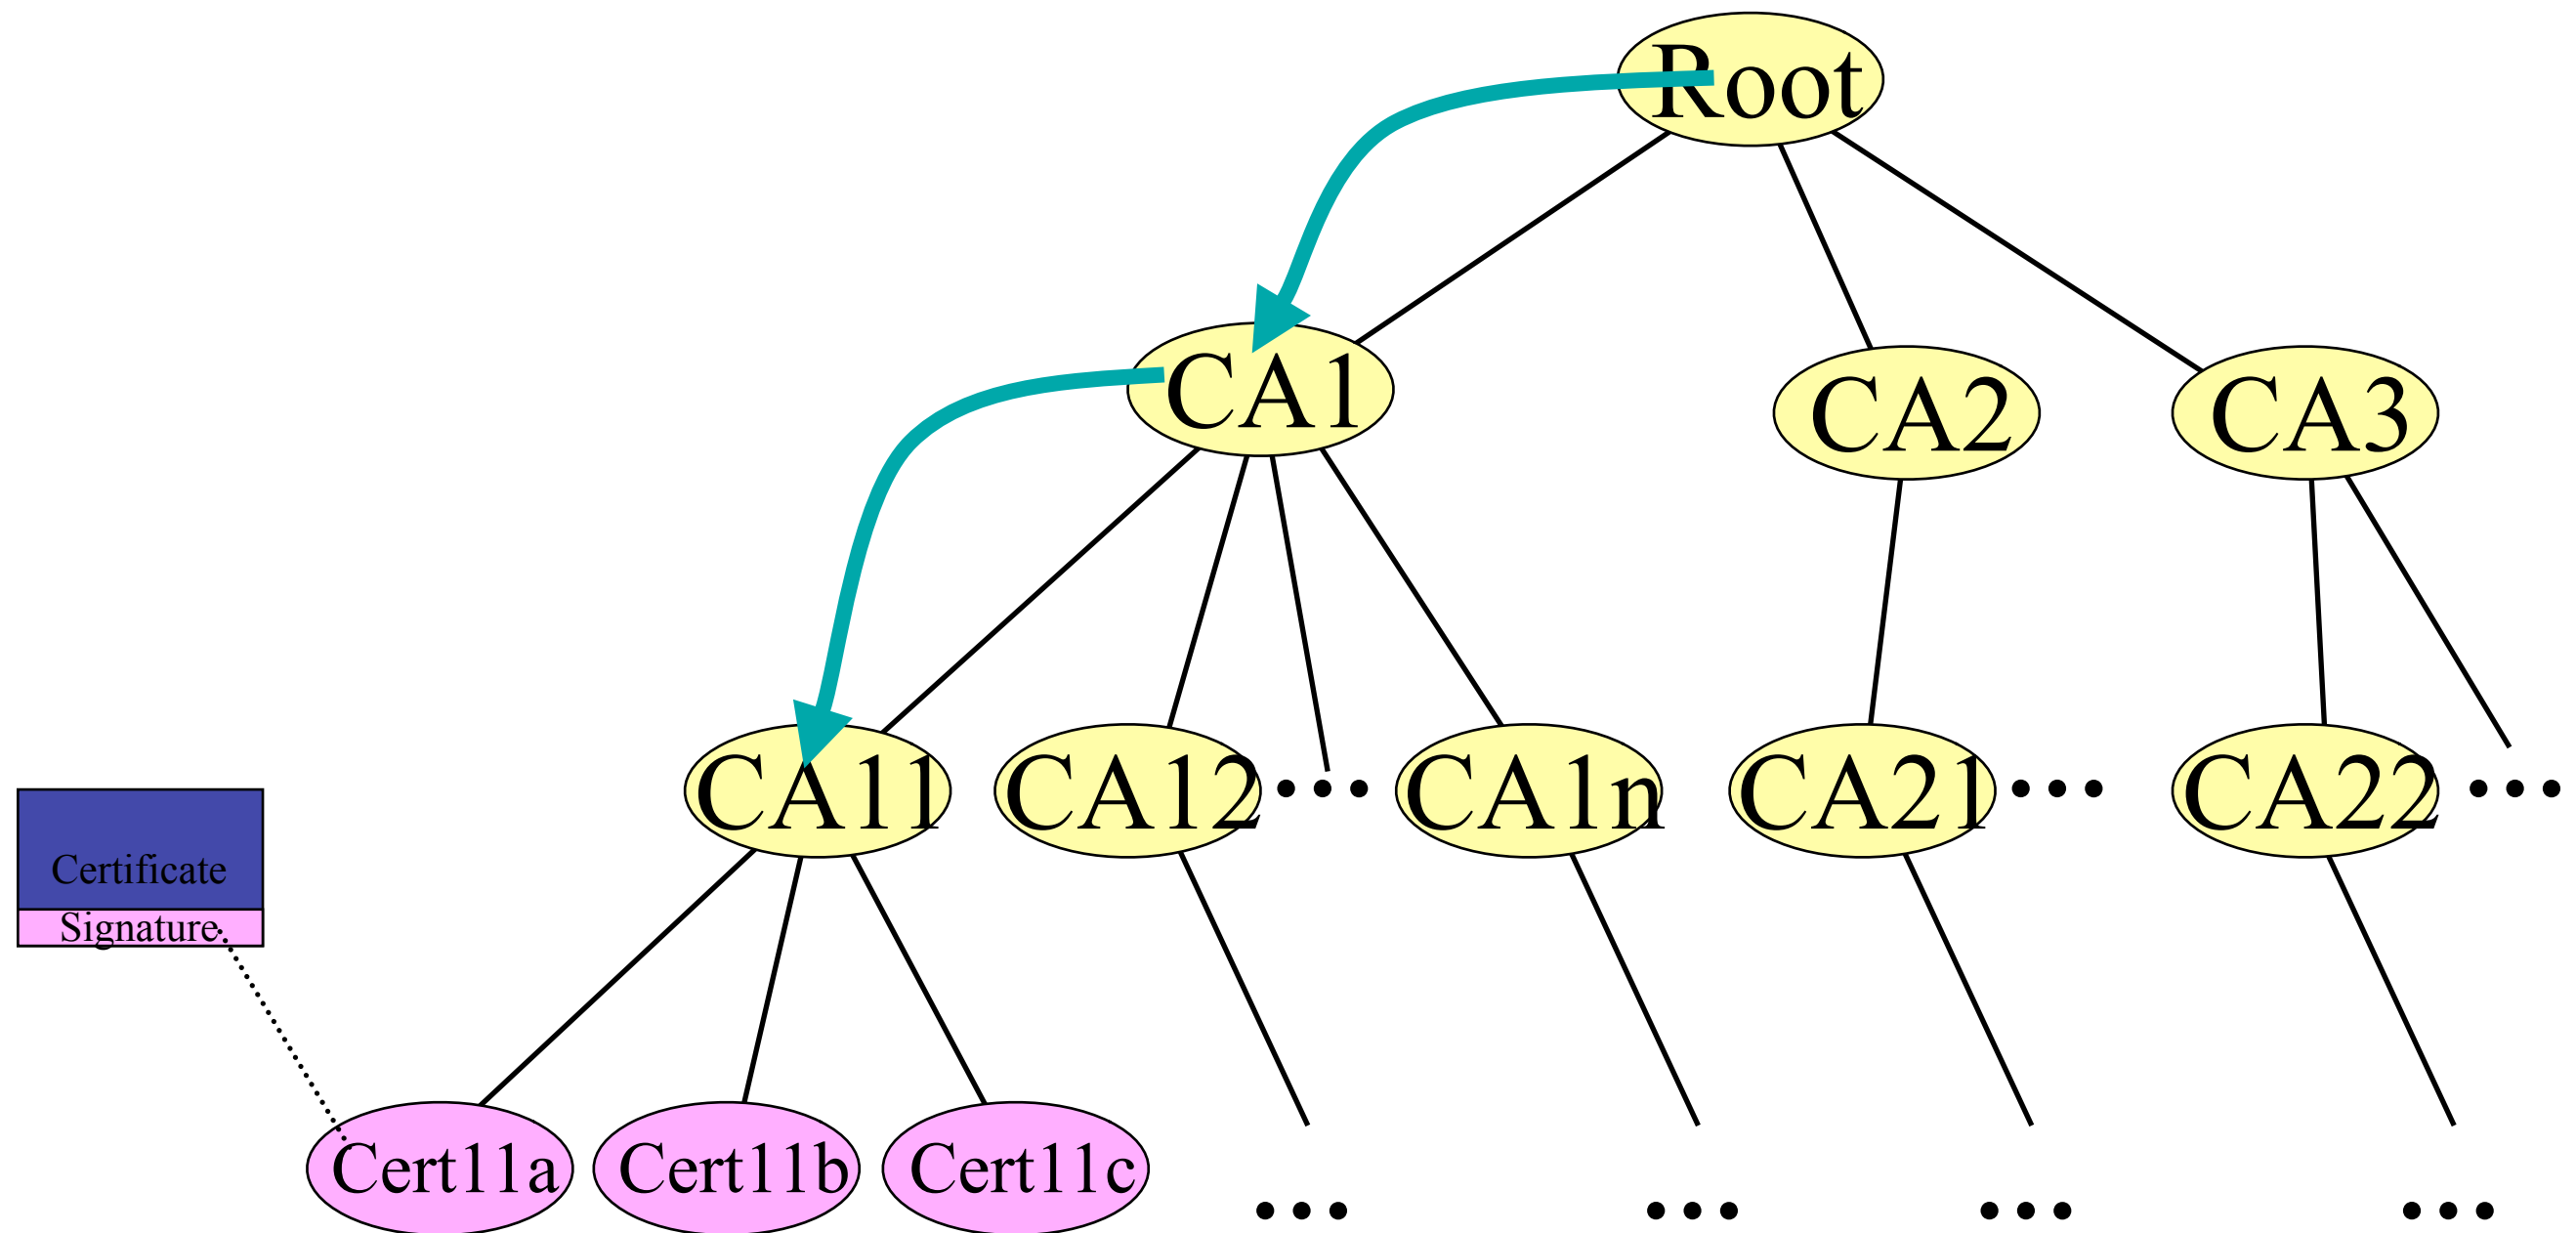 Root
CA1
CA2
CA3
CA11
CA12
...
CA1n
CA21
...
CA22
...
Certificate
Signature
Cert11a
Cert11b
Cert11c
...
...
...
...